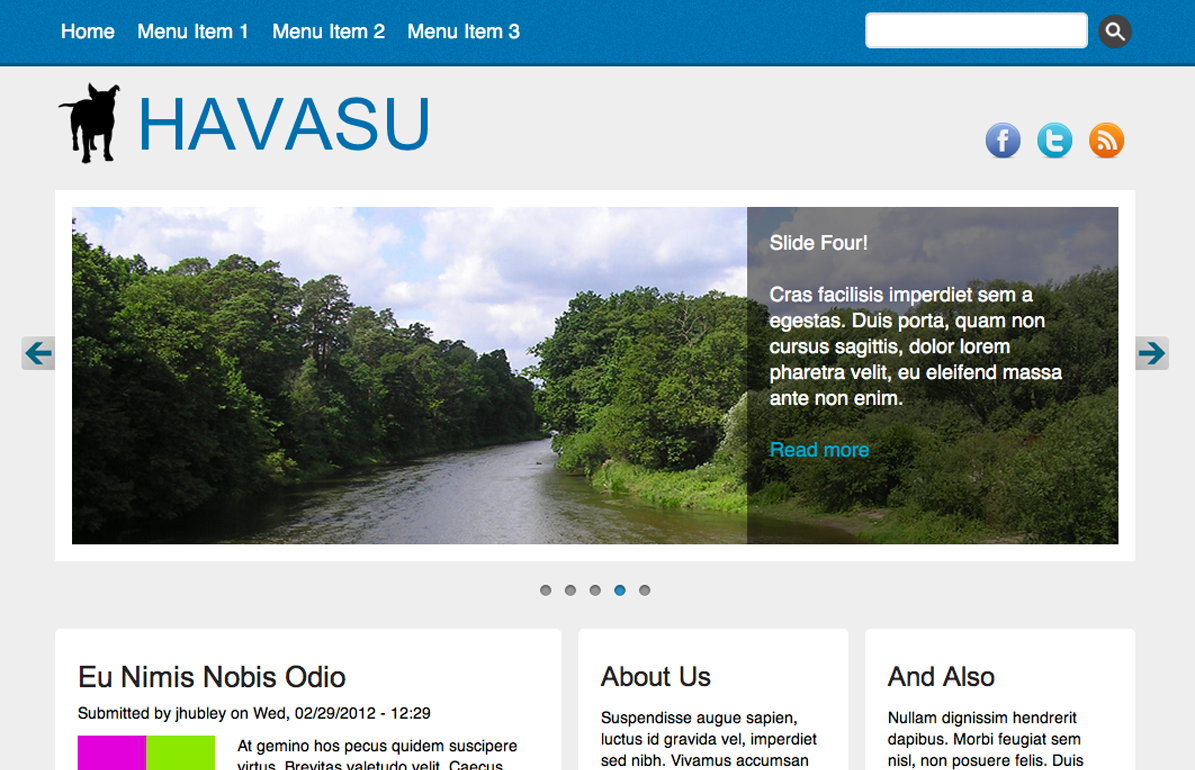 Home Menu Item 1 Menu Item 2 Menu Item 3
HAVASU
Slide Four!
Cras facilisis imperdiet sem a
egestas. Duis porta, quam non
cursus sagittis, dolor lorem
pharetra velit, eu eleifend massa
ante non enim.
Read more
Eu Nimis Nobis Odio
Submitted by jhubley on Wed, 02/29/2012 - 12:29
At gemino hos pecus quidem suscipere
virtus. Brevitas valetudo velit. Caecus
About Us
Suspendisse augue sapien,
luctus id gravida vel, imperdiet
sed nibh. Vivamus accumsan
And Also
Nullam dignissim hendrerit
dapibus. Morbi feugiat sem
nisl, non posuere felis. Duis